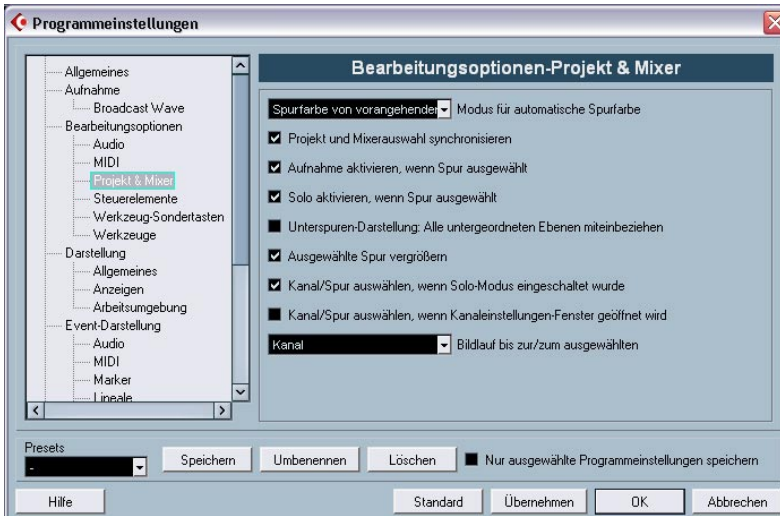 Programmeinstellungen
Allgemeines
Aufnahme
Broadcast Wave
Bearbeitungsoptionen
Audio
MIDI
Projekt & Mixer
Steuerelemente
Werkzeug-Sondertasten
Werkzeuge
Darstellung
Allgemeines
Anzeigen
Arbeitsumgebung
Event-Darstellung
Audio
MIDI
Marker
Lineale
Bearbeitungsoptionen-Projekt & Mixer
Spurfarbe von vorangehender Modus für automatische Spurfarbe
Projekt und Mixerauswahl synchronisieren
Aufnahme aktivieren, wenn Spur ausgewählt
Solo aktivieren, wenn Spur ausgewählt
Unterspuren-Darstellung: Alle untergeordneten Ebenen miteinbeziehen
Ausgewählte Spur vergrößern
Kanal/Spur auswählen, wenn Solo-Modus eingeschaltet wurde
Kanal/Spur auswählen, wenn Kanaleinstellungen-Fenster geöffnet wird
Kanal Bildlauf bis zur/zum ausgewählten
Presets
- Speichern Umbenennen Löschen Nur ausgewählte Programmeinstellungen speichern
Hilfe Standard Übernehmen OK Abbrechen